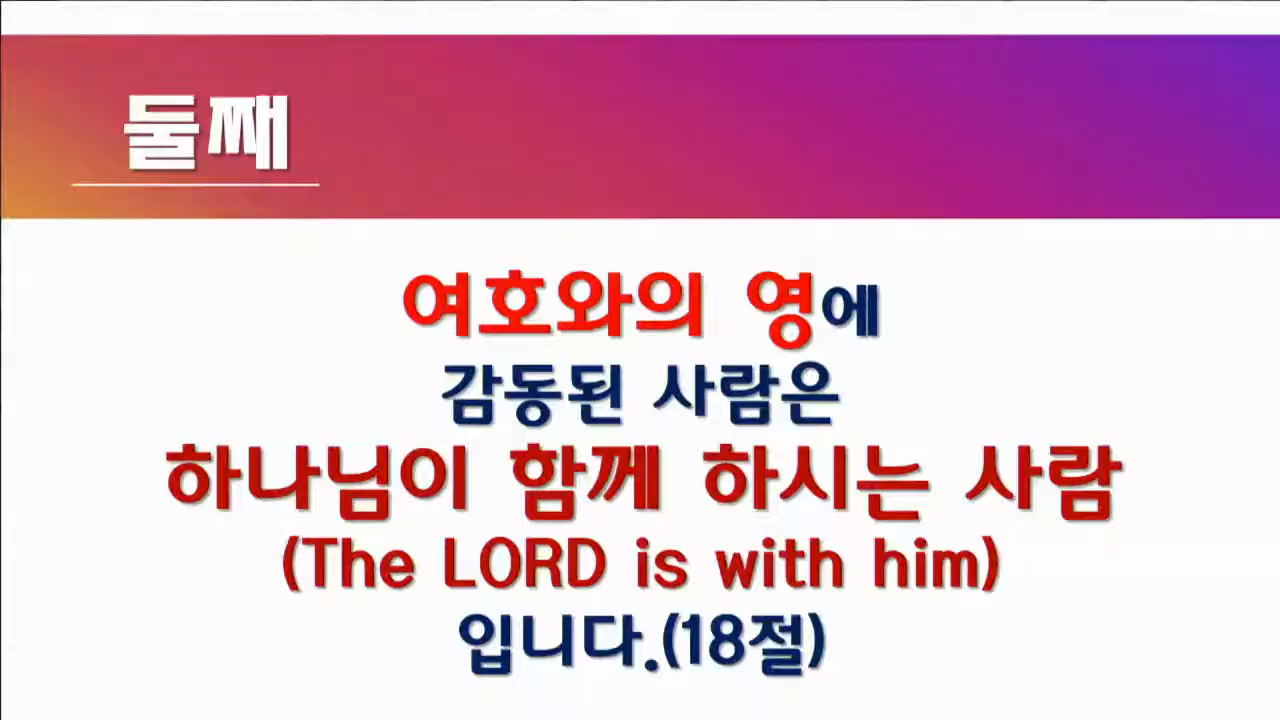 둘째
여호와의 영에
감동된 사람은
하나님이 함께 하시는 사람
(The LORD is with him)
입니다.(18절)